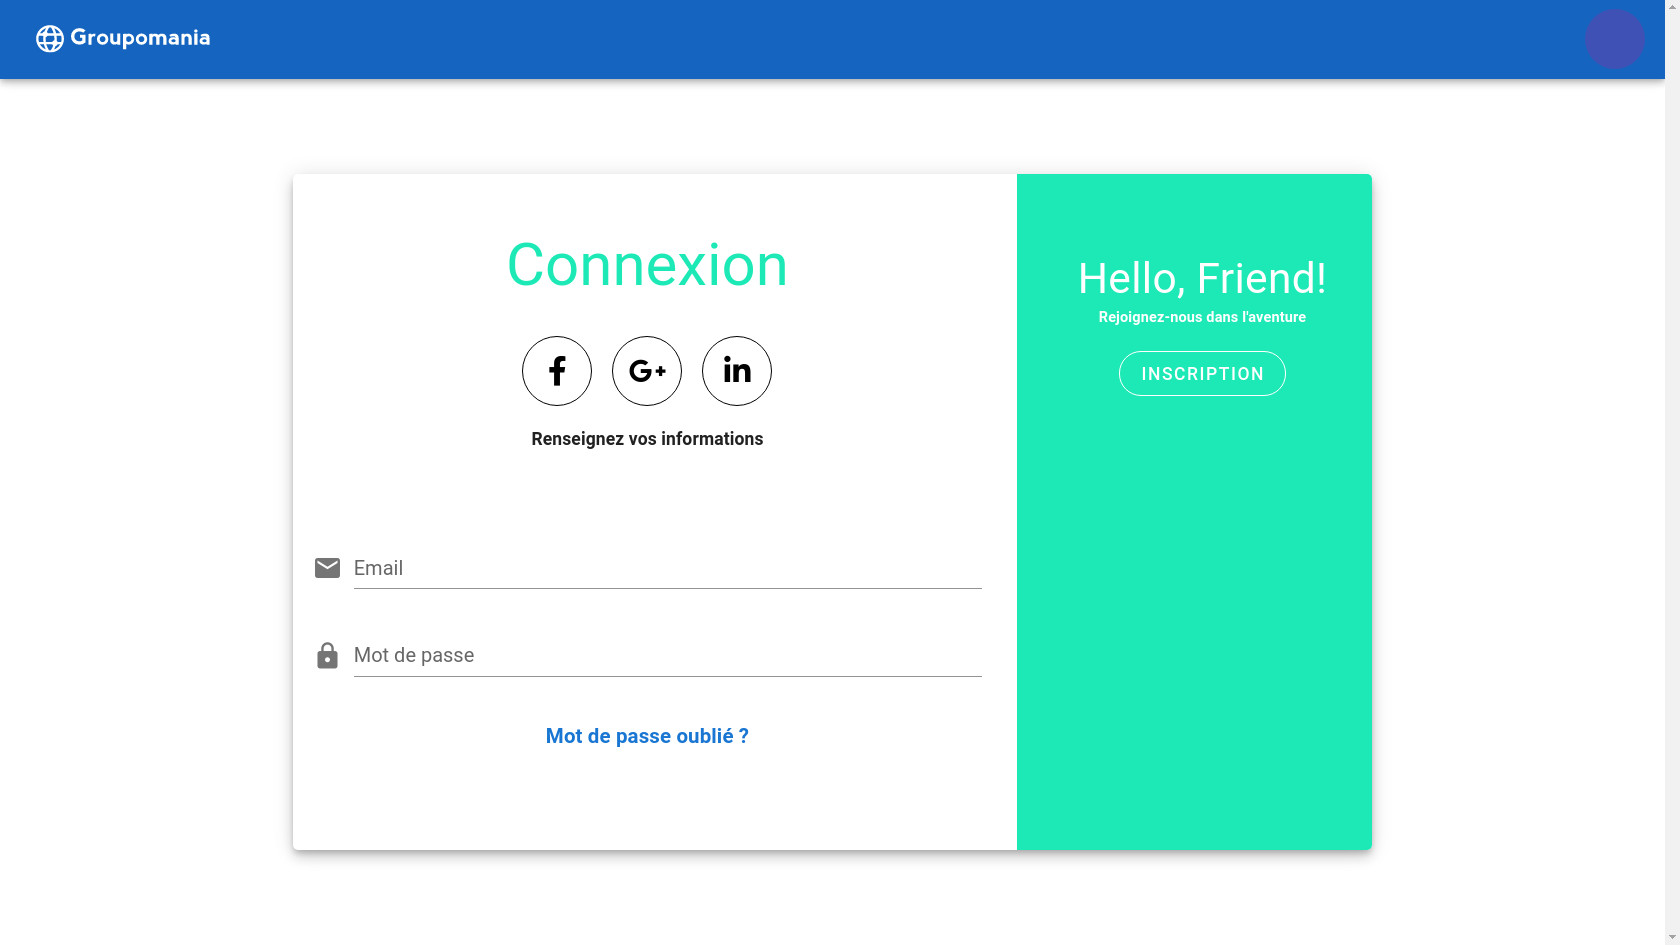 Groupomania
Connexion
Renseignez vos informations
Email
Mot de passe
Mot de passe oublié ?
Hello, Friend!
Rejoignez-nous dans l'aventure
INSCRIPTION